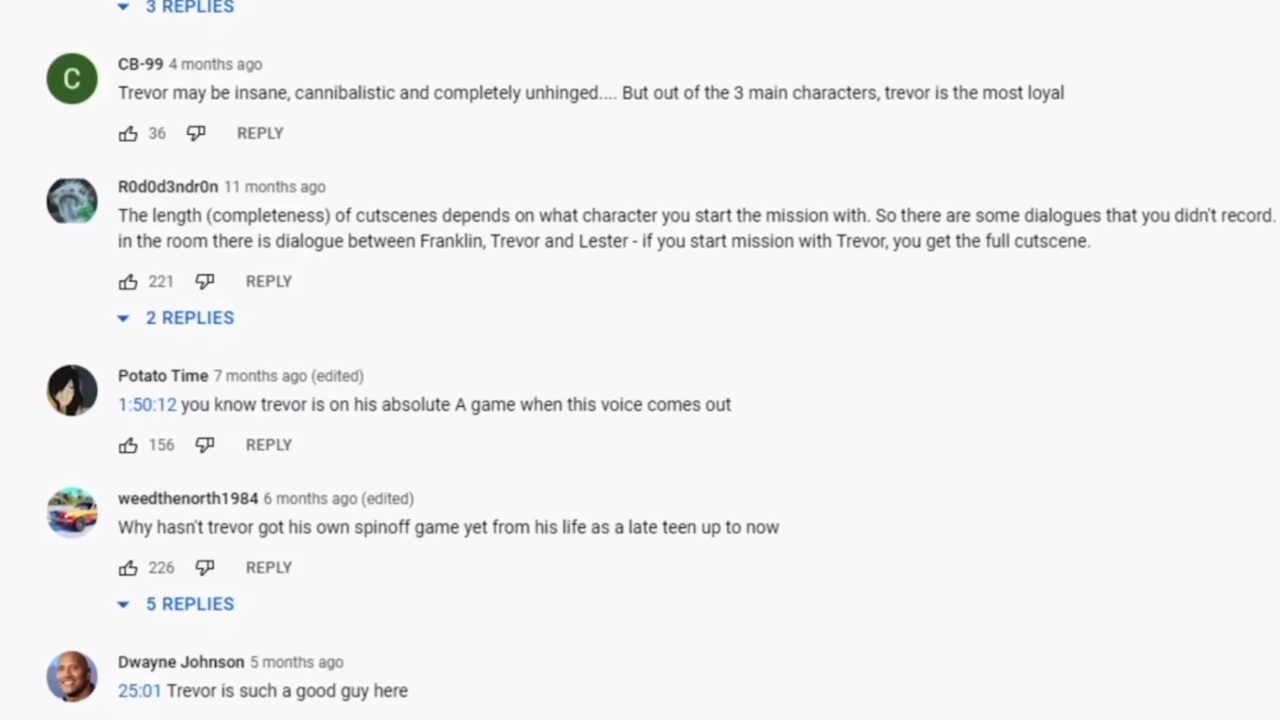 3 REPLIES
C
CB-99 4 months ago
Trevor may be insane, cannibalistic and completely unhinged.... But out of the 3 main characters, trevor is the most loyal
36 REPLY
R0d0d3ndr0n 11 months ago
The length (completeness) of cutscenes depends on what character you start the mission with. So there are some dialogues that you didn't record.
in the room there is dialogue between Franklin, Trevor and Lester - if you start mission with Trevor, you get the full cutscene.
221 REPLY
2 REPLIES
Potato Time 7 months ago (edited)
1:50:12 you know trevor is on his absolute A game when this voice comes out
156 REPLY
weedthenorth1984 6 months ago (edited)
Why hasn't trevor got his own spinoff game yet from his life as a late teen up to now
226 REPLY
5 REPLIES
Dwayne Johnson 5 months ago
25:01 Trevor is such a good guy here